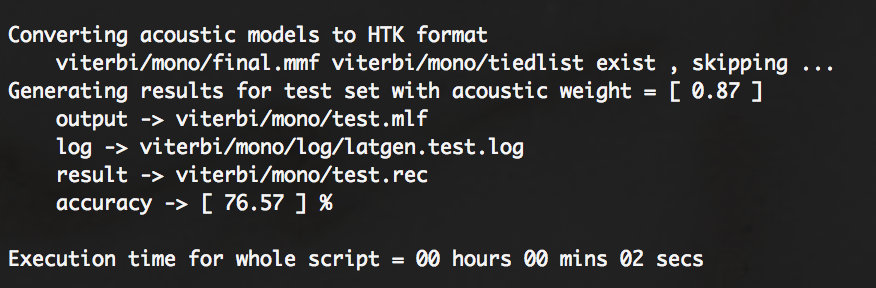 Converting acoustic models to HTK format
viterbi/mono/final.mmf viterbi/mono/tiedlist exist , skipping ...
Generating results for test set with acoustic weight = [ 0.87 ]
output -> viterbi/mono/test.mlf
log -> viterbi/mono/log/latgen.test.log
result -> viterbi/mono/test.rec
accuracy -> [ 76.57 ] %
Execution time for whole script = 00 hours 00 mins 02 secs